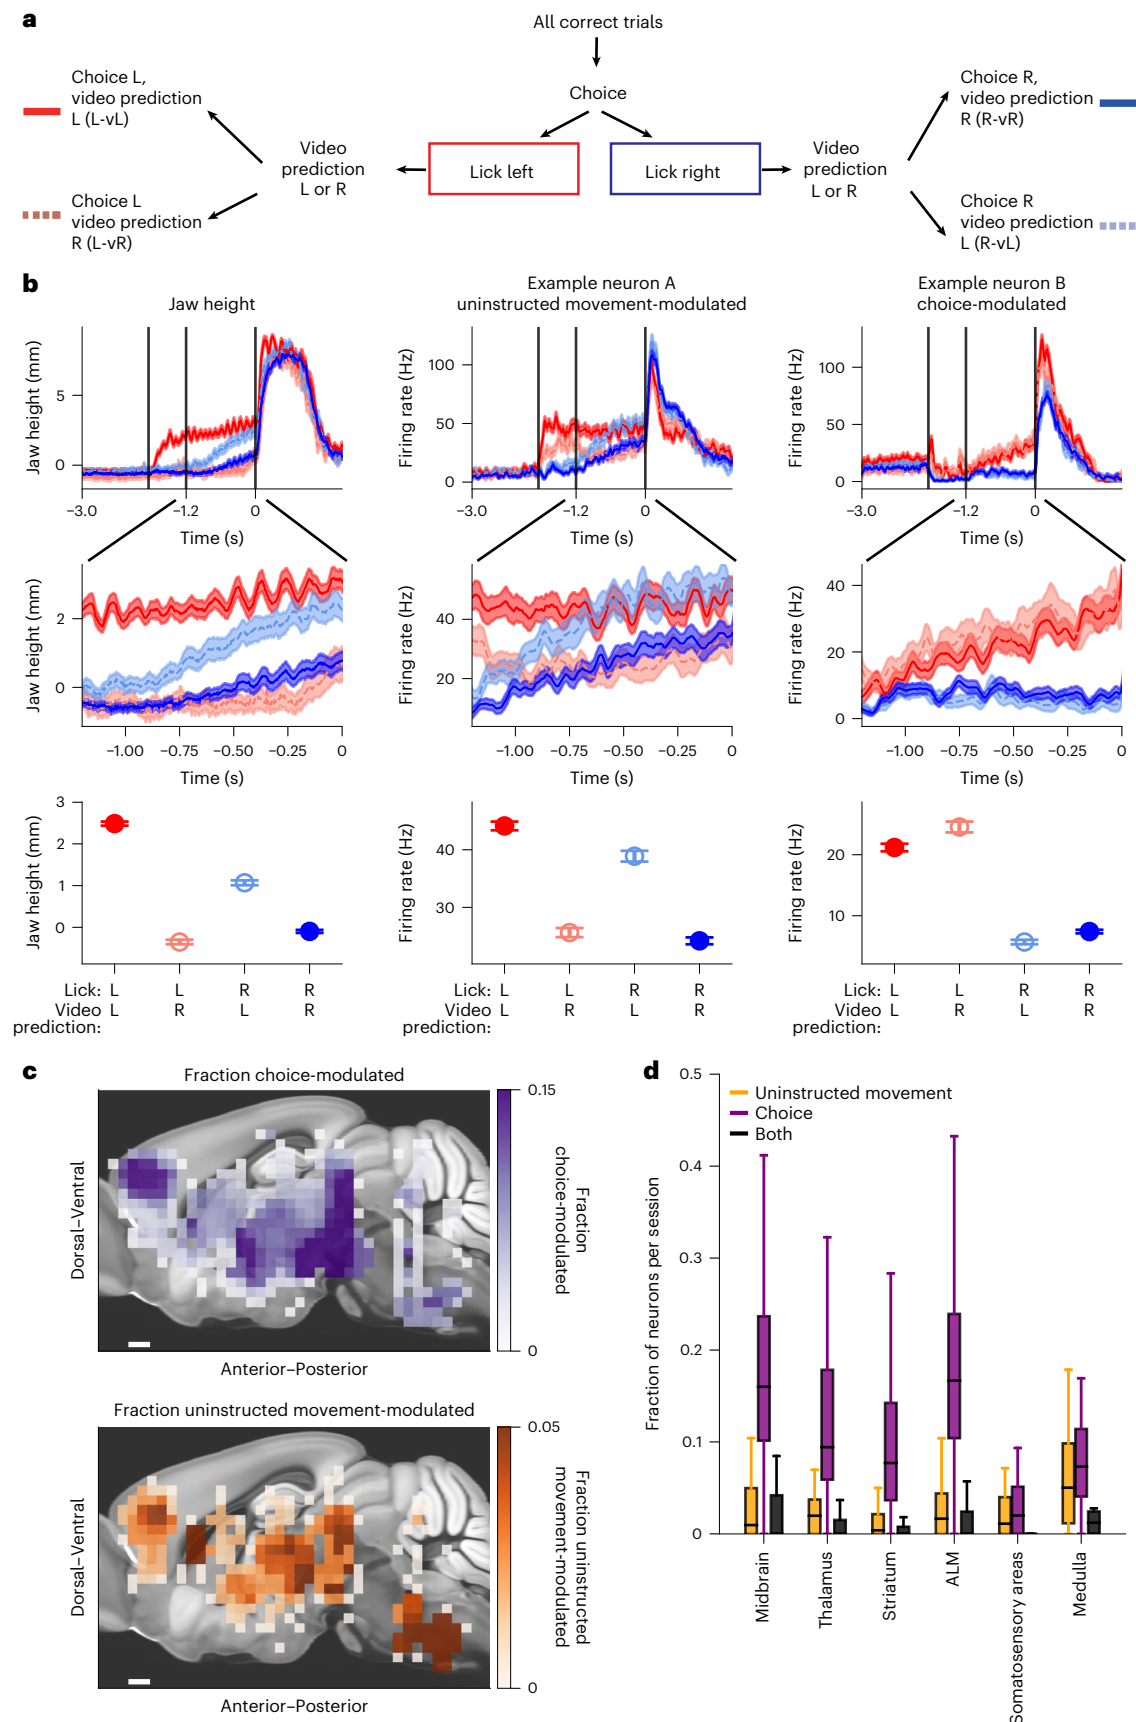 a
All correct trials
Choice
Choice L,
video prediction
L (L-vL)
Choice L
video prediction
R (L-vR)
Video
prediction
L or R
Lick left
Lick right
Video
prediction
L or R
Choice R,
video prediction
R (R-vR)
Choice R
video prediction
L (R-vL)
b
Jaw height
Example neuron A
uninstructed movement-modulated
Example neuron B
choice-modulated
Jaw height (mm)
5
0
−3.0
−1.2
0
Time (s)
Firing rate (Hz)
100
50
0
−3.0
−1.2
0
Time (s)
Firing rate (Hz)
100
50
0
−3.0
−1.2
0
Time (s)
Jaw height (mm)
2
0
−1.00
−0.75
−0.50
−0.25
0
Time (s)
Firing rate (Hz)
40
20
−1.00
−0.75
−0.50
−0.25
0
Time (s)
Firing rate (Hz)
40
20
0
−1.00
−0.75
−0.50
−0.25
0
Time (s)
Jaw height (mm)
3
2
1
0
Lick: L L R R
Video L R L R
prediction:
Firing rate (Hz)
40
30
Lick: L L R R
Video L R L R
prediction:
Firing rate (Hz)
20
10
Lick: L L R R
Video L R L R
prediction:
c
Fraction choice-modulated
Dorsal–Ventral
Anterior–Posterior
0.15
0
Fraction
choice-modulated
Fraction uninstructed movement-modulated
Dorsal–Ventral
Anterior–Posterior
0.05
0
Fraction uninstructed
movement-modulated
d
Uninstructed movement
Choice
Both
Fraction of neurons per session
0.5
0.4
0.3
0.2
0.1
0
Midbrain
Thalamus
Striatum
ALM
Somatosensory areas
Medulla